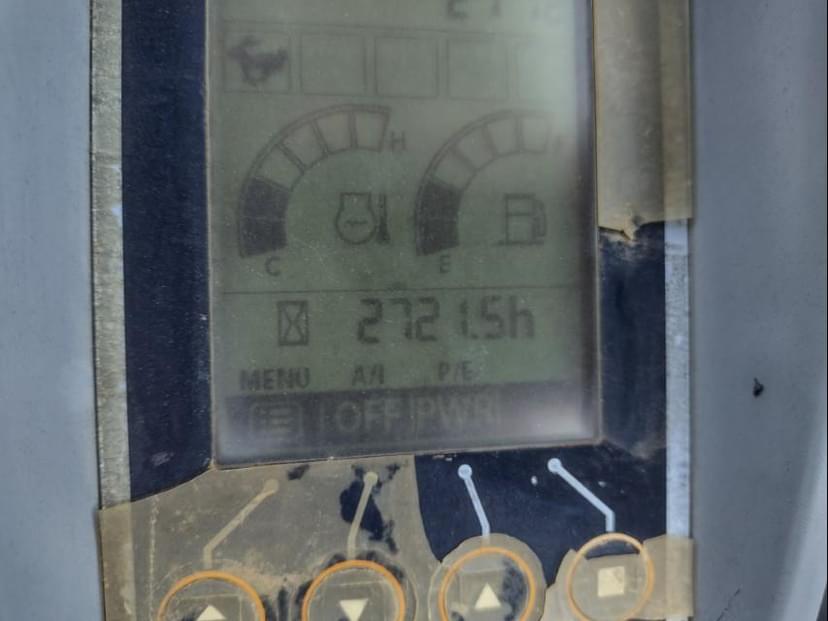 H
C E
2721.5h
MENU A/I P/E
OFF PWR